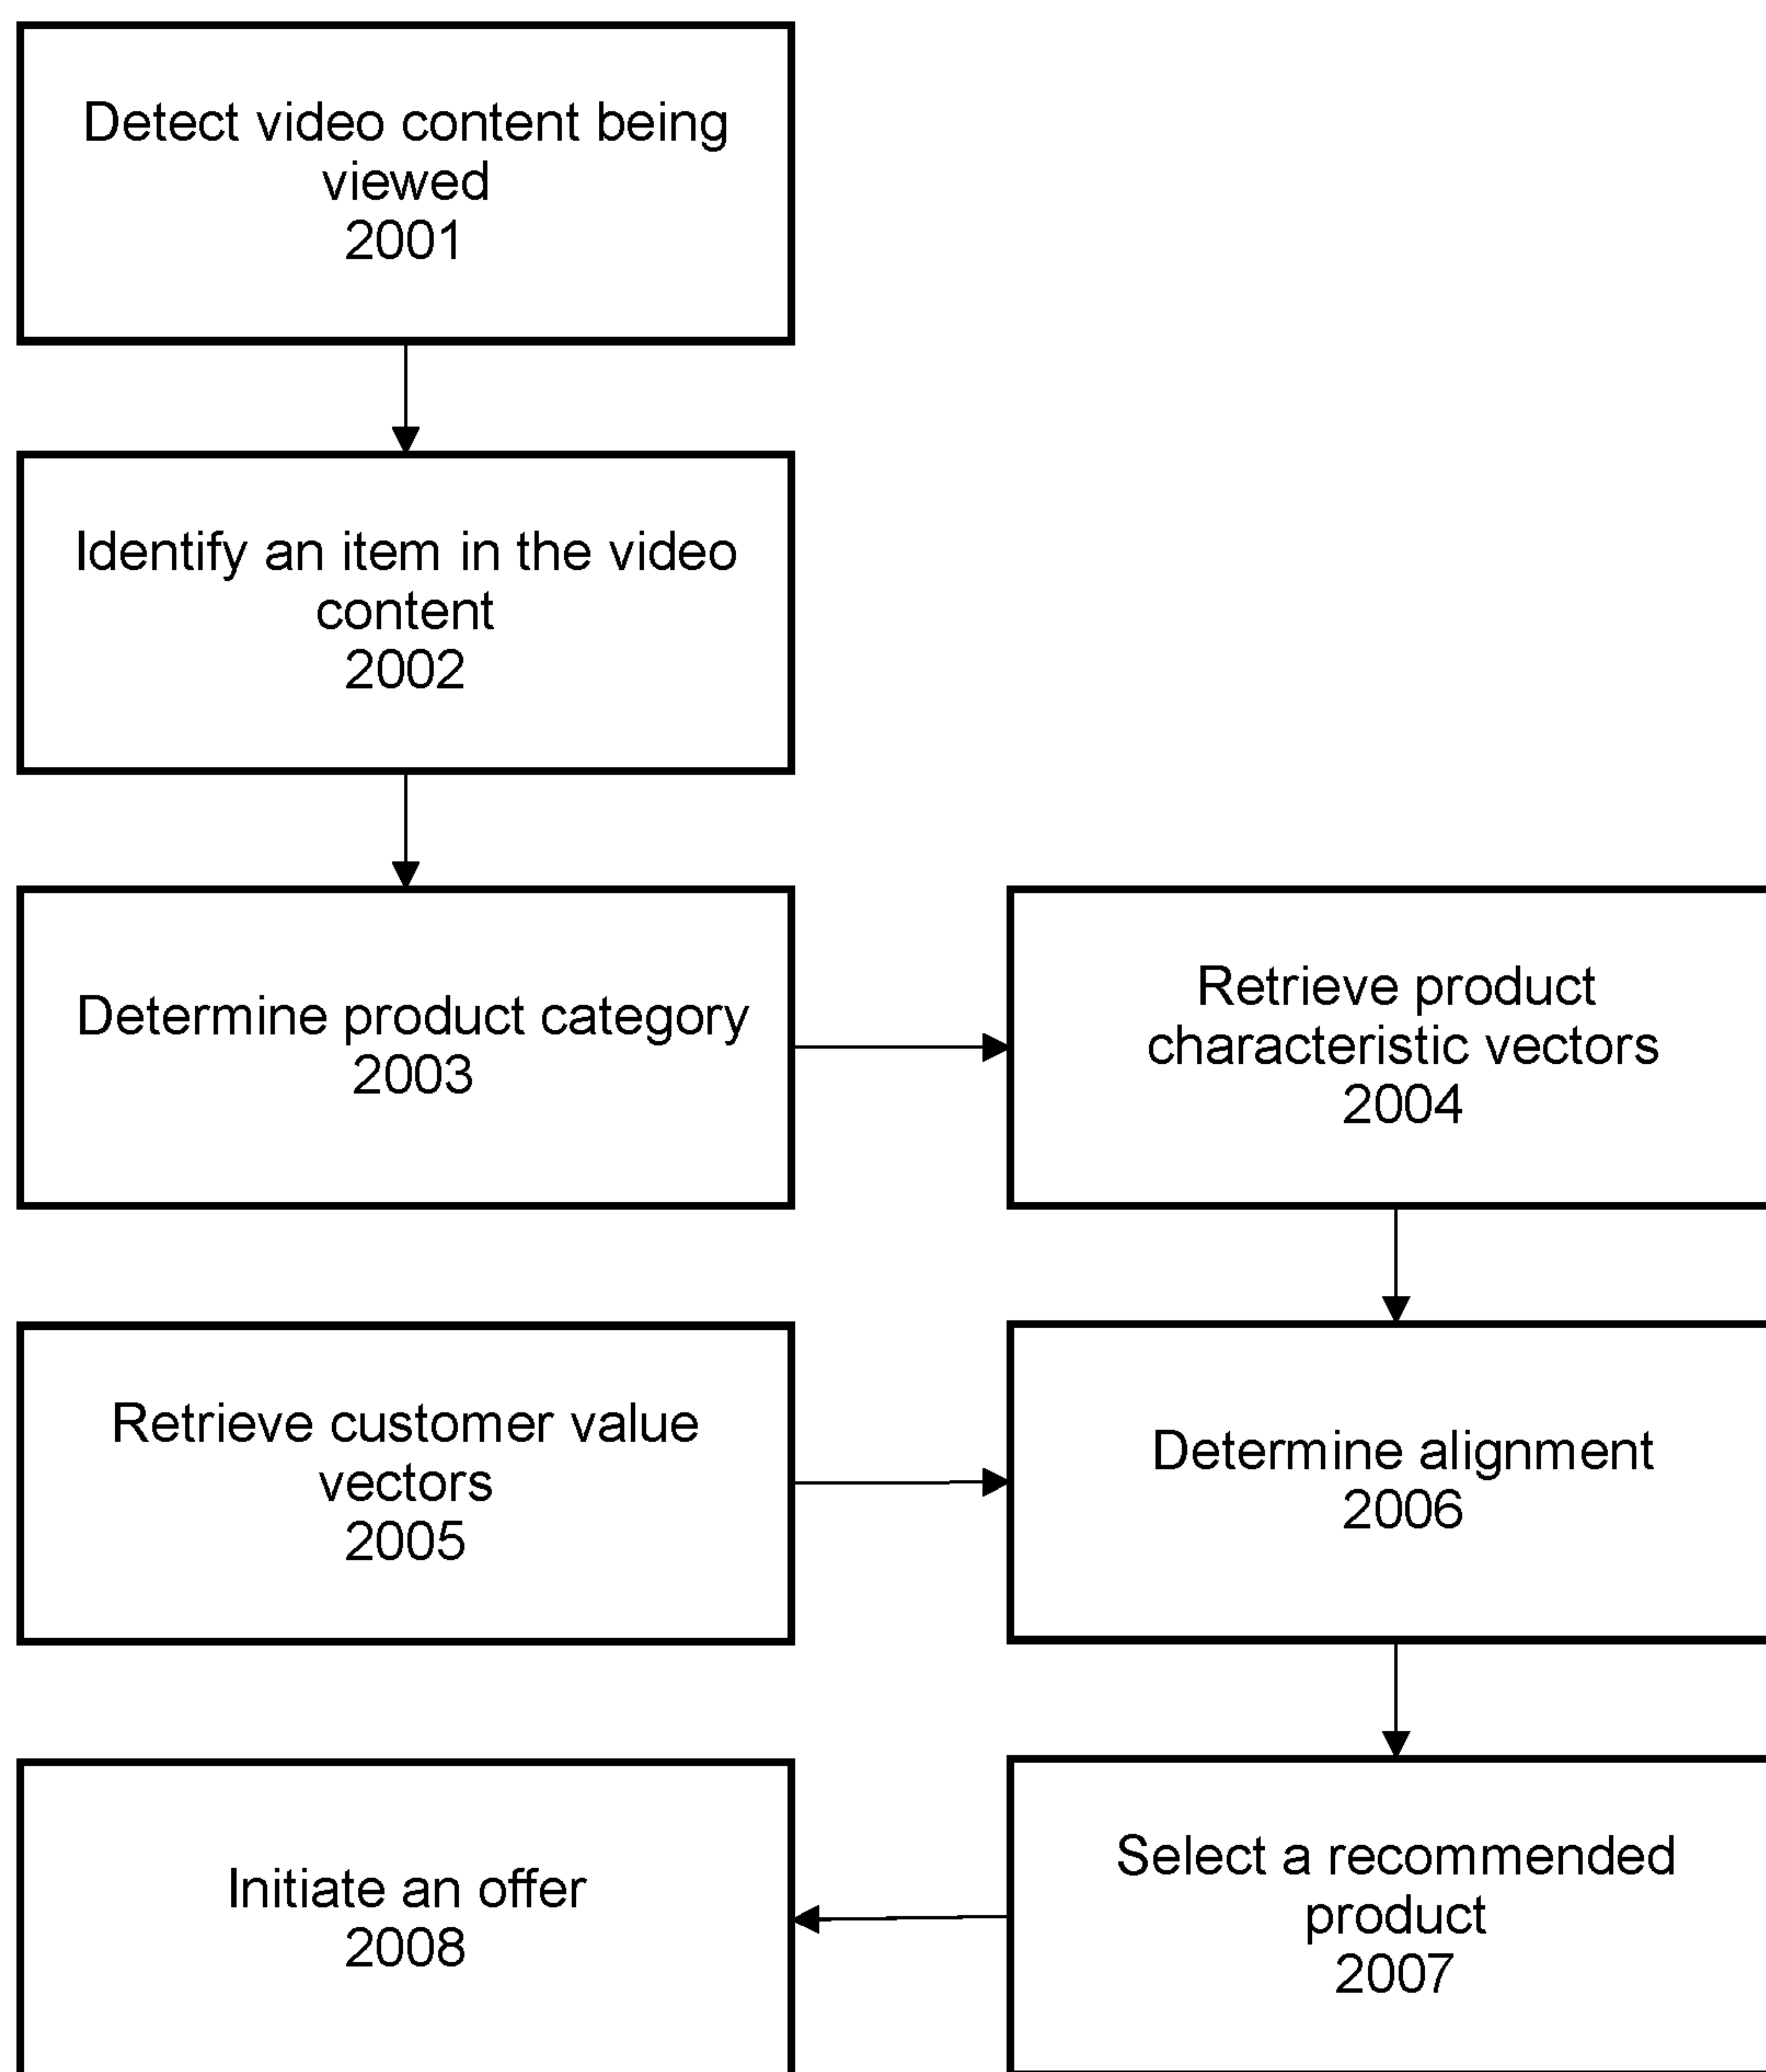 Detect video content being
viewed
2001
Identify an item in the video
content
2002
Determine product category
2003
Retrieve product
characteristic vectors
2004
Retrieve customer value
vectors
2005
Determine alignment
2006
Select a recommended
product
2007
Initiate an offer
2008